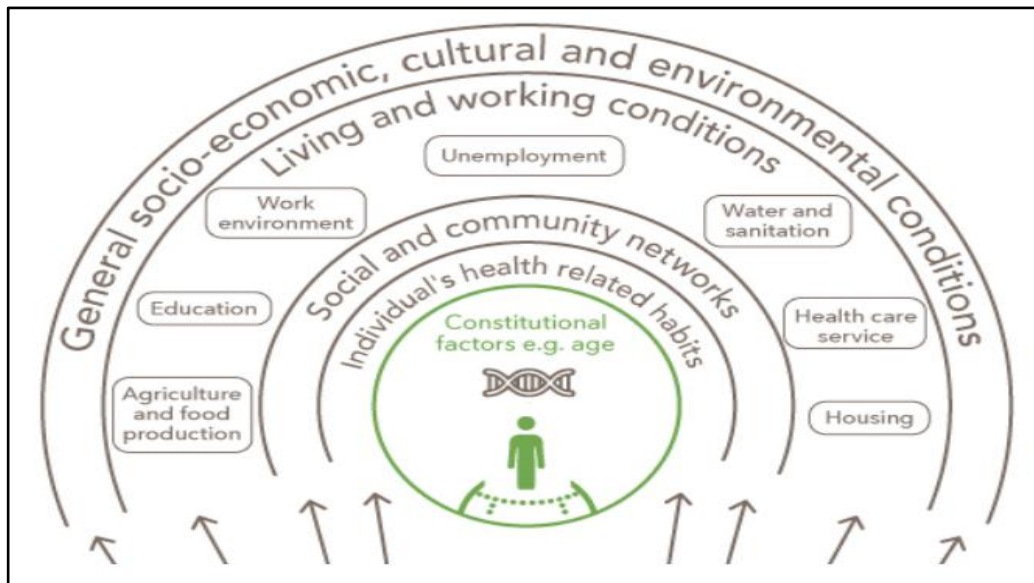 General socio-economic, cultural and environmental conditions
Living and working conditions
Unemployment
Work
environment
Water and
sanitation
Social and community networks
Individual's health related habits
Education
Health care
service
Constitutional
factors e.g. age
Agriculture
and food
production
Housing